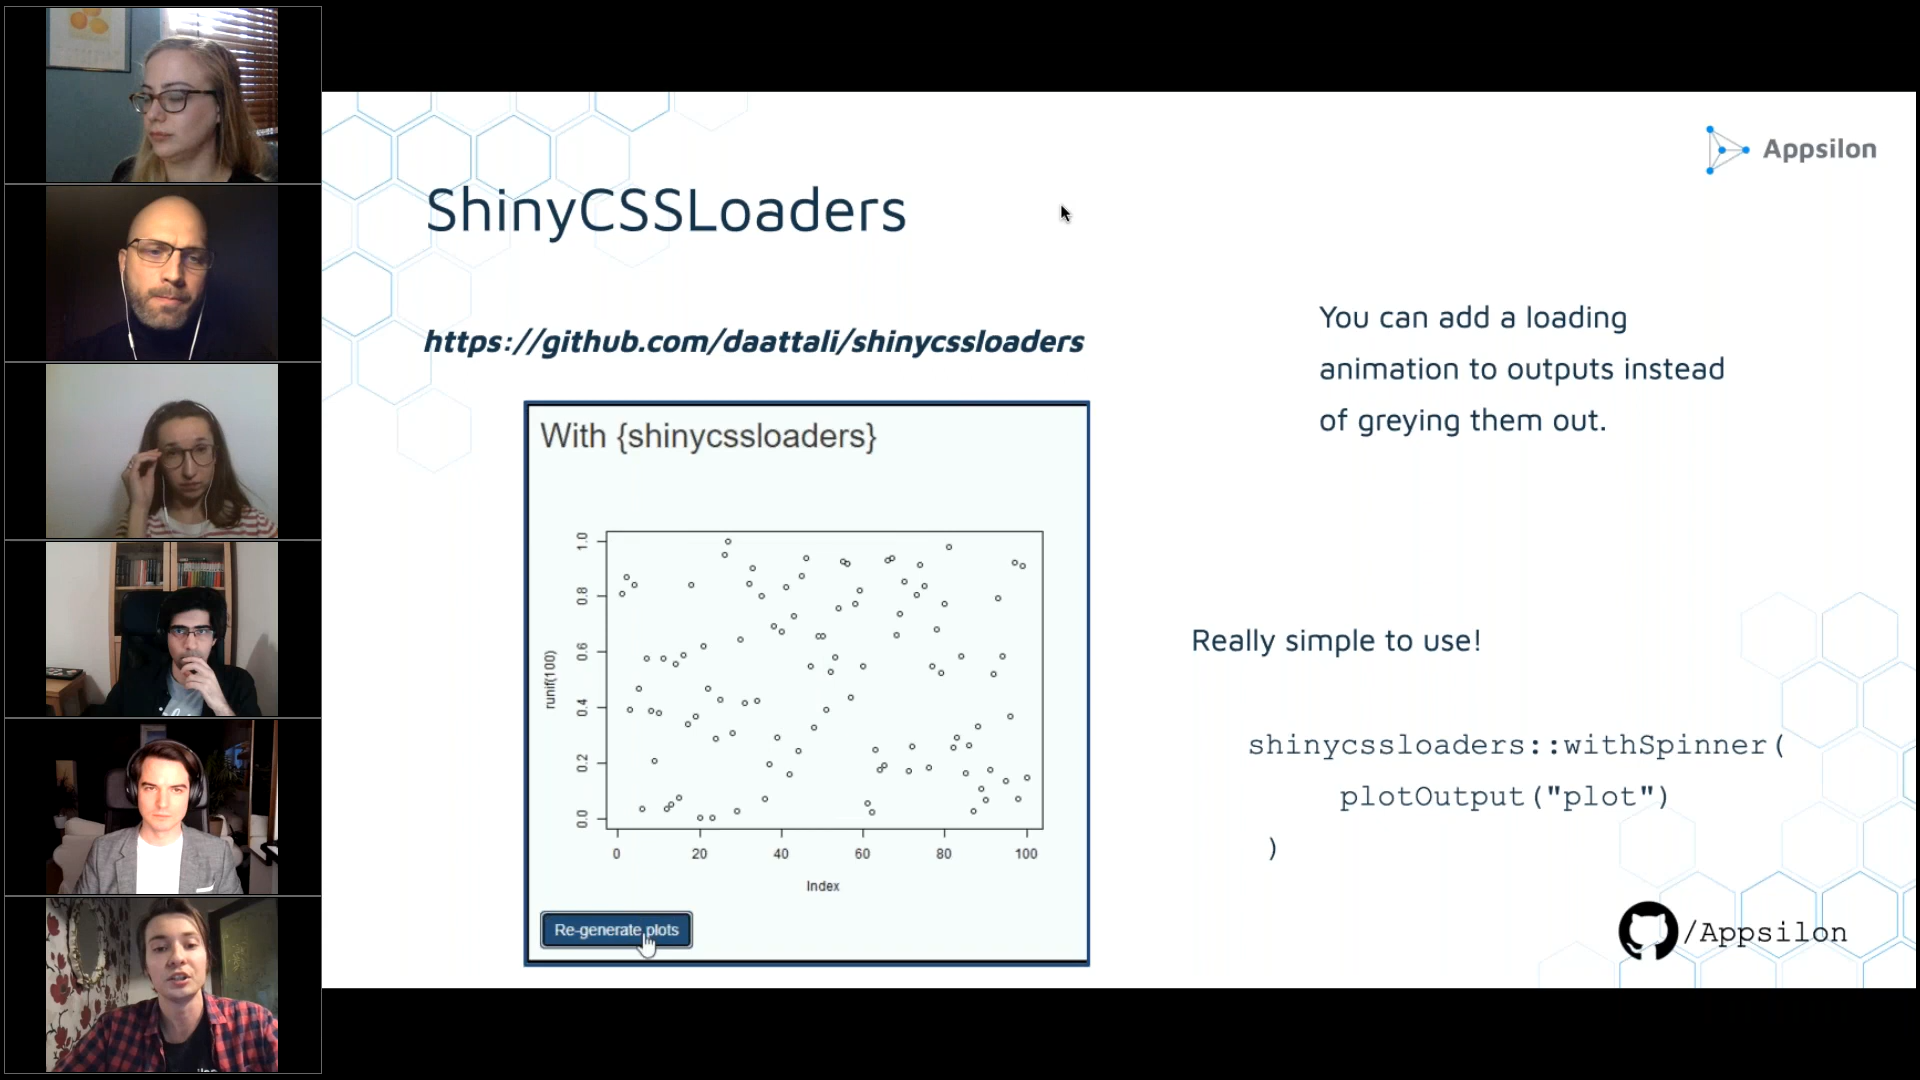 Appsilon
ShinyCSSLoaders
https://github.com/daattali/shinycssloaders
You can add a loading
animation to outputs instead
of greying them out.
With {shinycssloaders}
runif(100)
1.0
0.8
0.6
0.4
0.2
0.0
0 20 40 60 80 100
Index
Re-generate plots
Really simple to use!
shinycssloaders::withSpinner(
plotOutput("plot")
)
/Appsilon